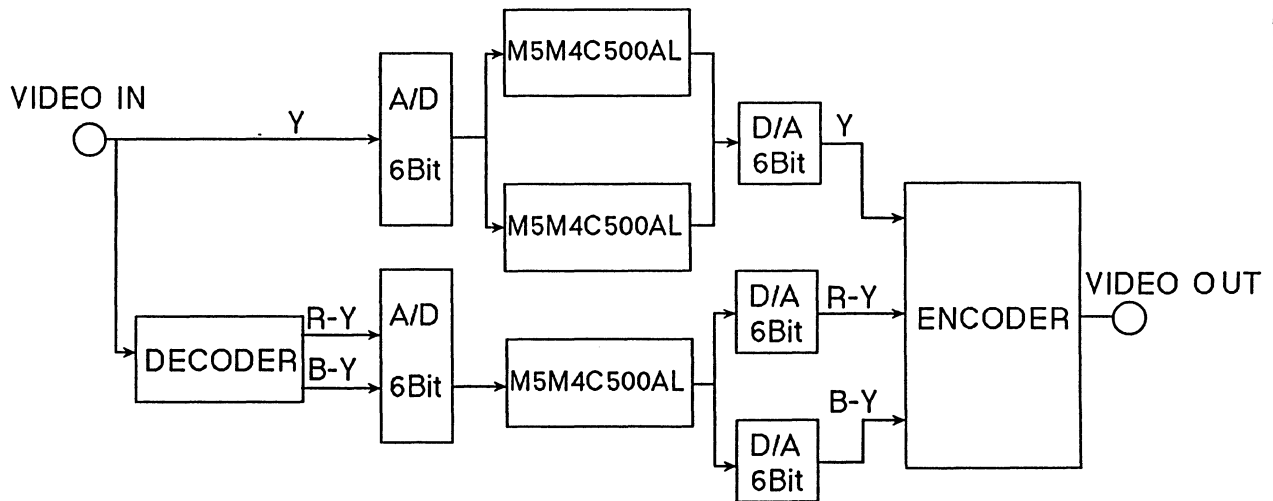 VIDEO IN
Y
A/D
6Bit
M5M4C500AL
M5M4C500AL
D/A
6Bit
Y
DECODER
R-Y
B-Y
A/D
6Bit
M5M4C500AL
D/A
6Bit
R-Y
D/A
6Bit
B-Y
ENCODER
VIDEO OUT